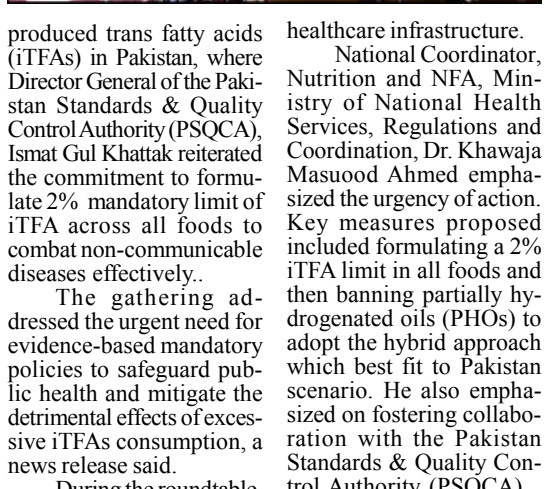 produced trans fatty acids
(iTFAs) in Pakistan, where
Director General of the Paki-
stan Standards & Quality
Control Authority (PSQCA),
Ismat Gul Khattak reiterated
the commitment to formu-
late 2% mandatory limit of
iTFA across all foods to
combat non-communicable
diseases effectively..
The gathering ad-
dressed the urgent need for
evidence-based mandatory
policies to safeguard pub-
lic health and mitigate the
detrimental effects of exces-
sive iTFAs consumption, a
news release said.
During the roundtable,
healthcare infrastructure.
National Coordinator,
Nutrition and NFA, Min-
istry of National Health
Services, Regulations and
Coordination, Dr. Khawaja
Masuood Ahmed empha-
sized the urgency of action.
Key measures proposed
included formulating a 2%
iTFA limit in all foods and
then banning partially hy-
drogenated oils (PHOs) to
adopt the hybrid approach
which best fit to Pakistan
scenario. He also empha-
sized on fostering collabo-
ration with the Pakistan
Standards & Quality Con-
trol Authority (PSQCA)